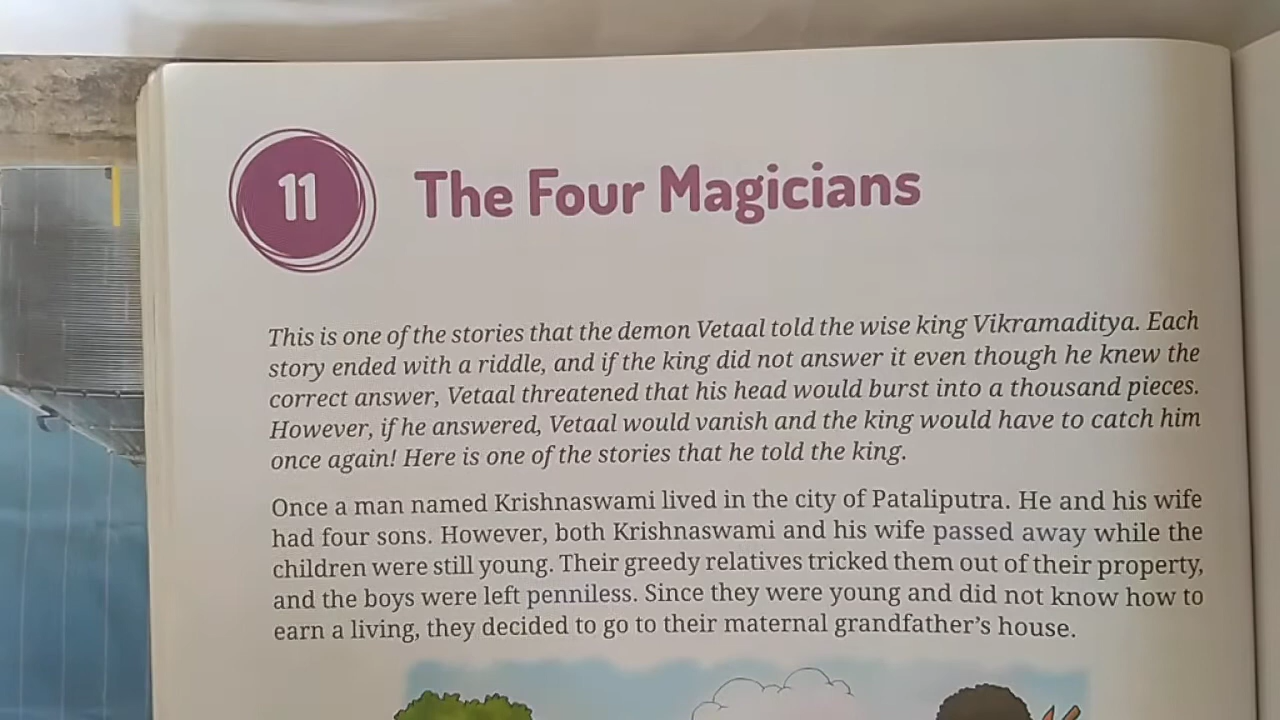 11
The Four Magicians
This is one of the stories that the demon Vetaal told the wise king Vikramaditya. Each
story ended with a riddle, and if the king did not answer it even though he knew the
correct answer, Vetaal threatened that his head would burst into a thousand pieces.
However, if he answered, Vetaal would vanish and the king would have to catch him
once again! Here is one of the stories that he told the king.
Once a man named Krishnaswami lived in the city of Pataliputra. He and his wife
had four sons. However, both Krishnaswami and his wife passed away while the
children were still young. Their greedy relatives tricked them out of their property,
and the boys were left penniless. Since they were young and did not know how to
earn a living, they decided to go to their maternal grandfather's house.